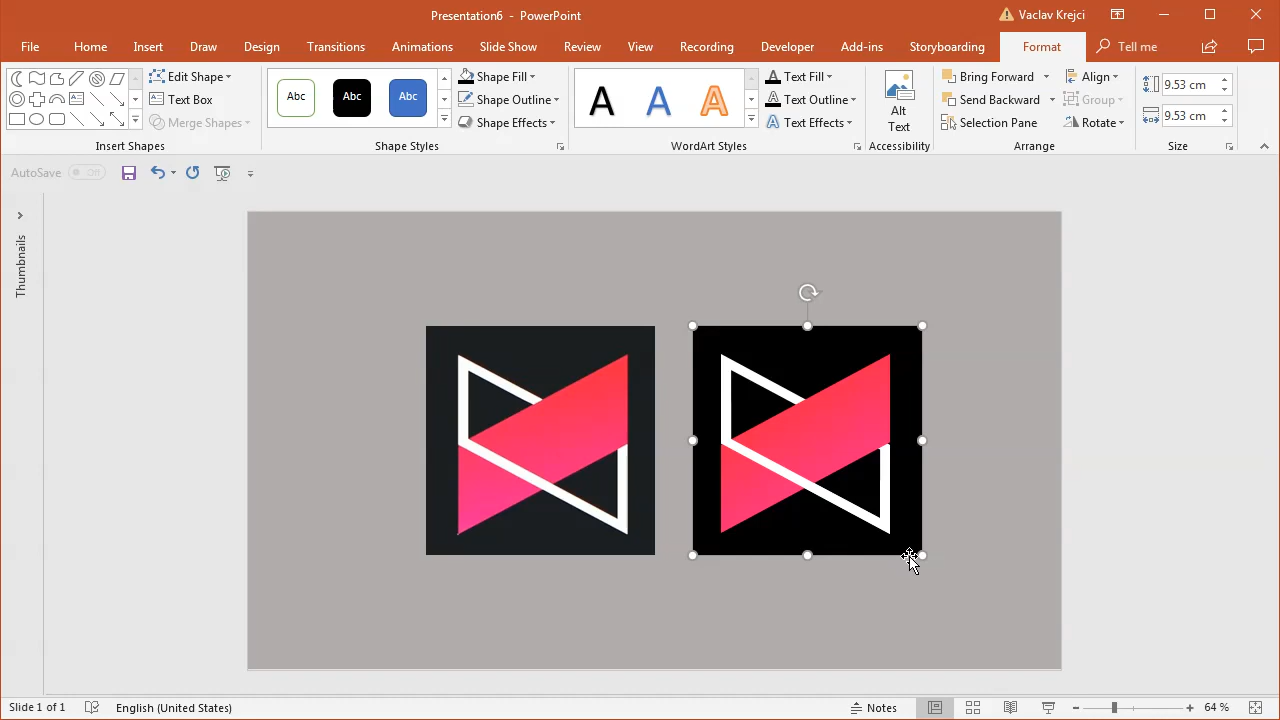 Presentation6 - PowerPoint
Vaclav Krejci
File Home Insert Draw Design Transitions Animations Slide Show Review View Recording Developer Add-ins Storyboarding Format Tell me
Edit Shape
Text Box
Merge Shapes
Insert Shapes
Abc Abc Abc
Shape Fill
Shape Outline
Shape Effects
Shape Styles
A A A
Text Fill
Text Outline
Text Effects
WordArt Styles
Alt
Text
Accessibility
Bring Forward
Send Backward
Selection Pane
Align
Group
Rotate
Arrange
9.53 cm
9.53 cm
Size
AutoSave Off
Thumbnails
Slide 1 of 1 English (United States) Notes 64 %